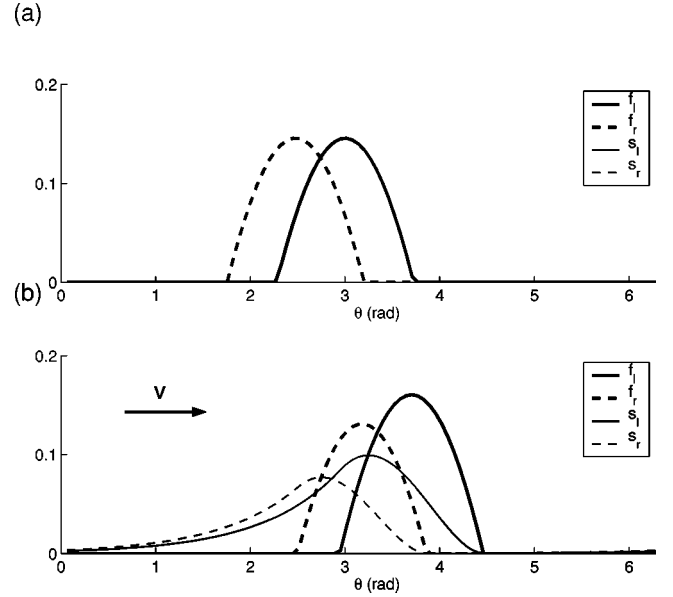 (a)
0.2
0.1
0
0 1 2 3 4 5 6
θ (rad)
f_l
f_r
s_l
s_r
(b)
0.2
0.1
0
v
0 1 2 3 4 5 6
θ (rad)
f_l
f_r
s_l
s_r